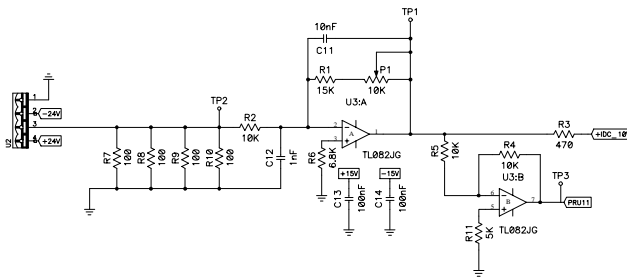 TP1
10nF
C11
R1
15K
P1
10K
U3:A
U2
1
2
-24V
3
4
+24V
TP2
R2
10K
R7
100
R8
100
R9
100
R10
100
C12
1nF
2
3
A
1
TL082JG
R6
6.8K
+15V
-15V
C13
100nF
C14
100nF
R3
470
+IDC_10V
R5
10K
R4
10K
U3:B
6
5
B
7
TP3
PRU11
R11
5K
TL082JG